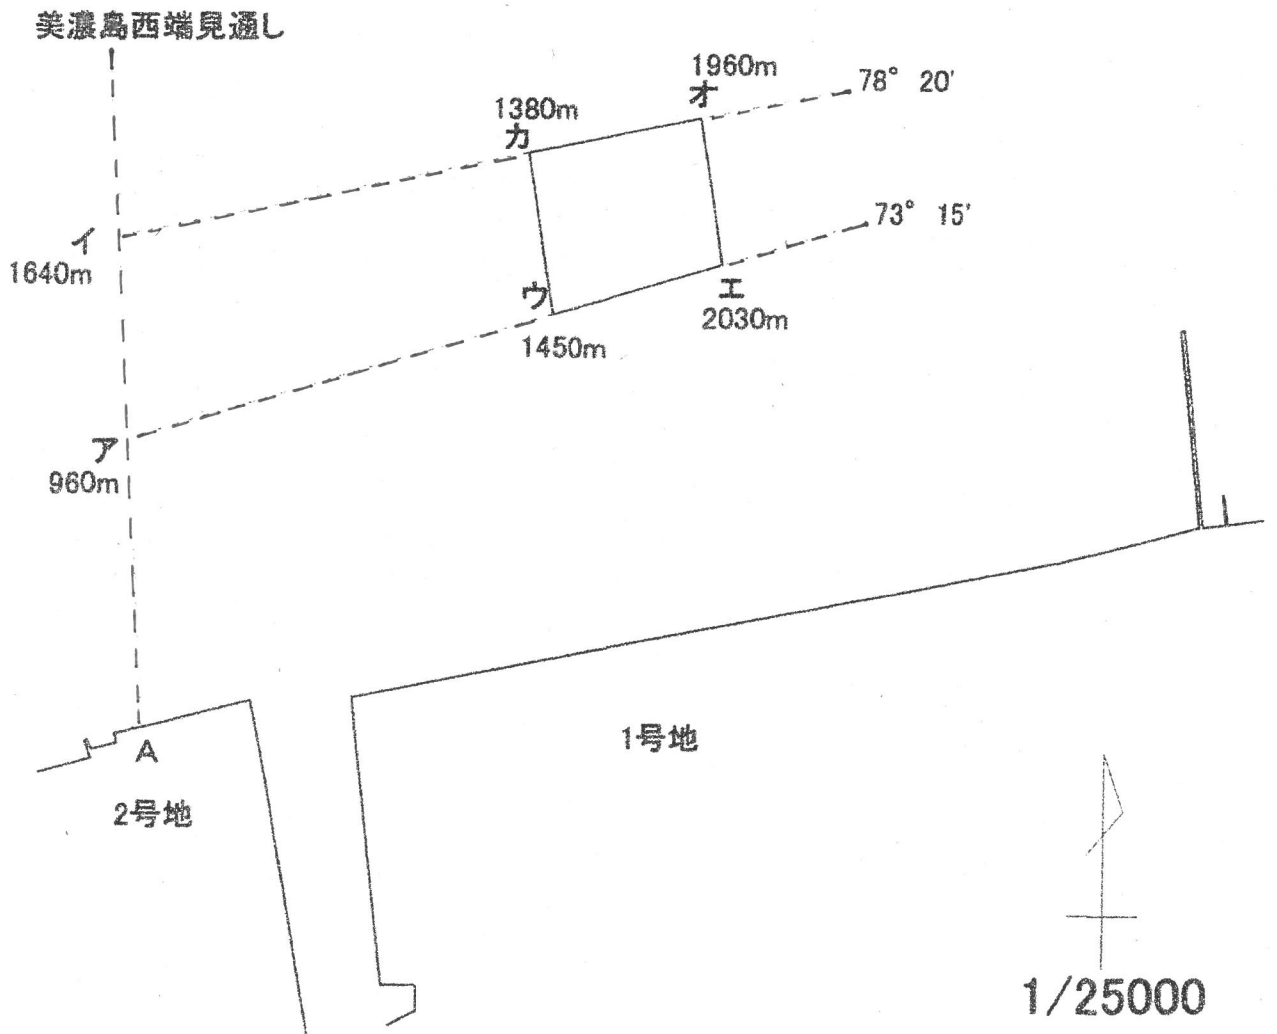 美濃島西端見通し
1960m
オ
78° 20′
1380m
カ
73° 15′
イ
1640m
ウ
1450m
エ
2030m
ア
960m
A
1号地
2号地
1/25000